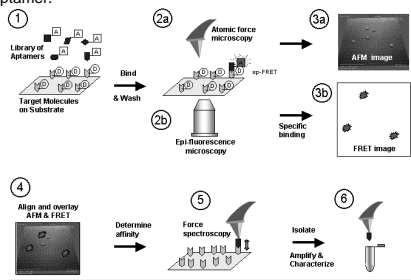 ptamer.
1
Library of
Aptamers
A
A
A
A
A
D
D
D
D
D
D
Target Molecules
on Substrate
Bind
& Wash
2a
Atomic force
microscopy
A
sp-FRET
D
D
D
D
D
D
2b
Epi-fluorescence
microscopy
Specific
binding
3a
AFM image
3b
FRET image
4
Align and overlay
AFM & FRET
Determine
affinity
5
Force
spectroscopy
Isolate
Amplify &
Characterize
6